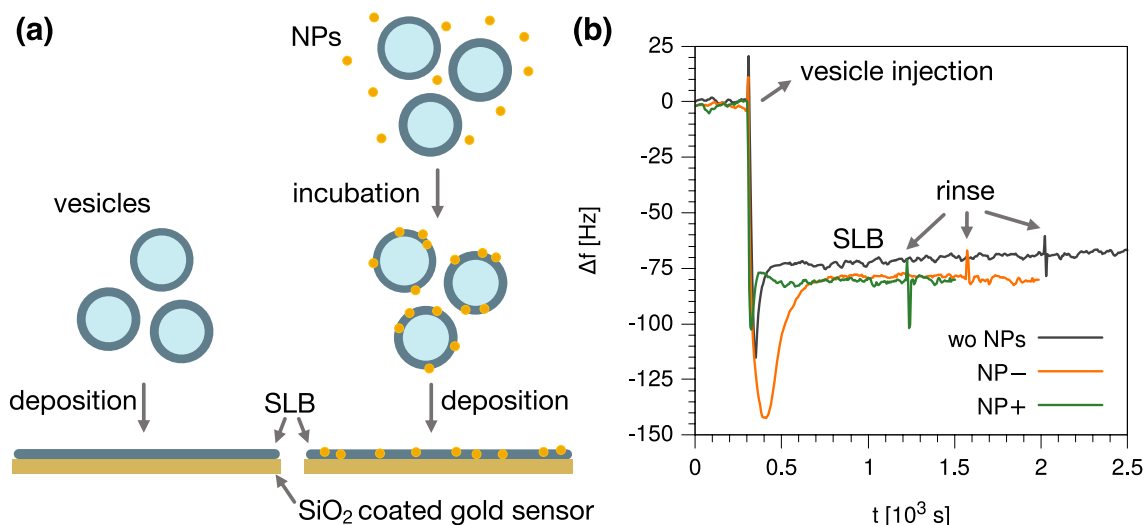 (a)
NPs
incubation
vesicles
deposition
SLB
deposition
SiO₂ coated gold sensor
(b)
25
0
-25
-50
-75
-100
-125
-150
Δf [Hz]
vesicle injection
rinse
SLB
wo NPs
NP−
NP+
0 0.5 1 1.5 2 2.5
t [10³ s]